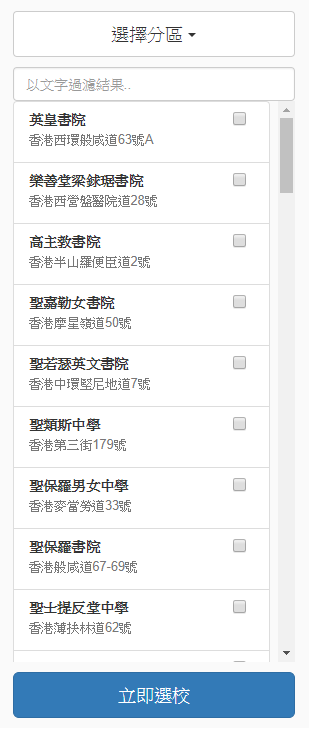 選擇分區
以文字過濾結果..
英皇書院
香港西環般咸道63號A
樂善堂梁銶琚書院
香港西營盤醫院道28號
高主教書院
香港半山羅便臣道2號
聖嘉勒女書院
香港摩星嶺道50號
聖若瑟英文書院
香港中環堅尼地道7號
聖類斯中學
香港第三街179號
聖保羅男女中學
香港麥當勞道33號
聖保羅書院
香港般咸道67-69號
聖士提反堂中學
香港薄扶林道62號
立即選校